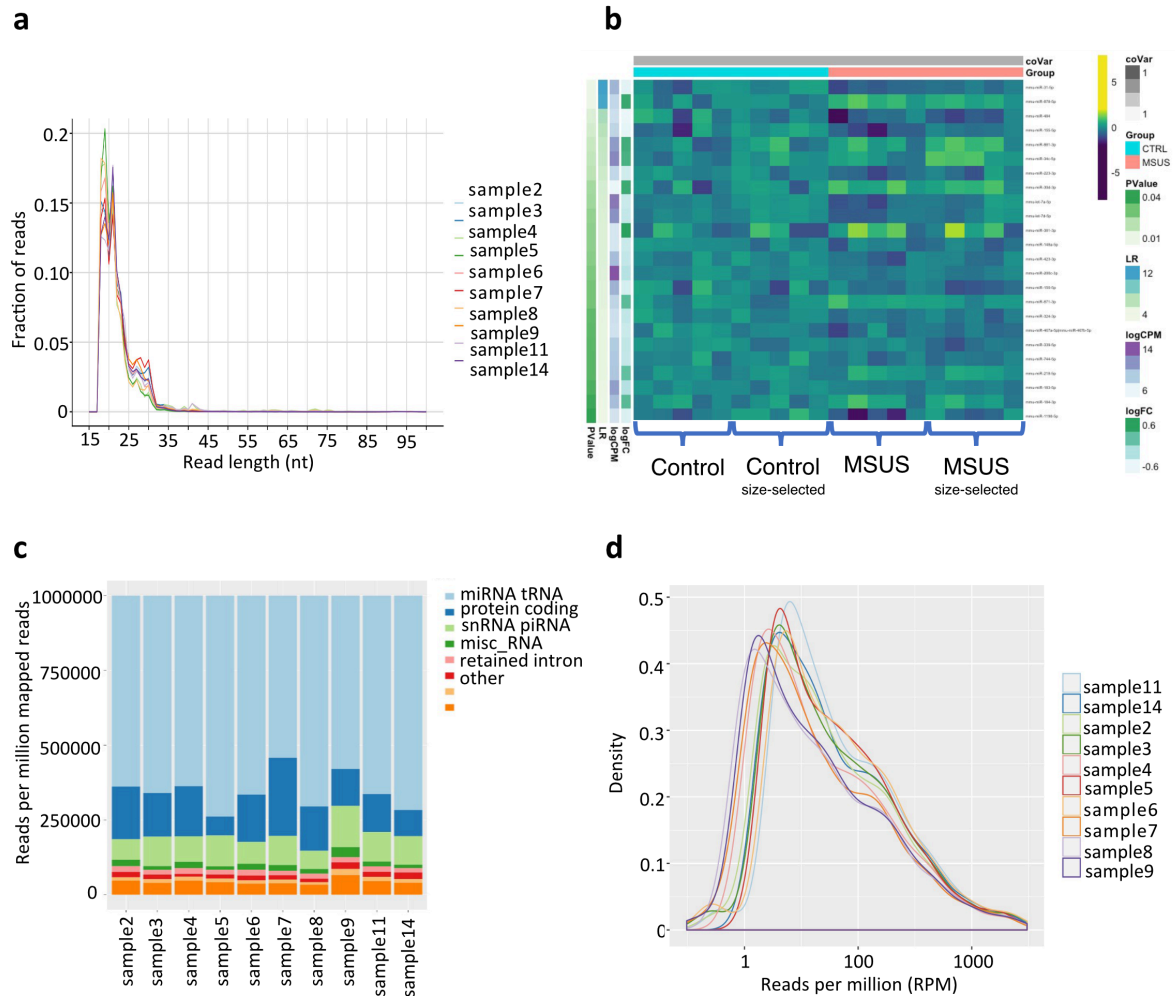 a
0.2
0.15
0.10
0.05
0
Fraction of reads
15 25 35 45 55 65 75 85 95
Read length (nt)
sample2
sample3
sample4
sample5
sample6
sample7
sample8
sample9
sample11
sample14
b
coVar
Group
PValue
LR
logCPM
logFC
Control
Control
size-selected
MSUS
MSUS
size-selected
5
0
-5
coVar
1
1
Group
CTRL
MSUS
PValue
0.04
0.01
LR
12
4
logCPM
14
6
logFC
0.6
-0.6
c
1000000
750000
500000
250000
0
Reads per million mapped reads
sample2
sample3
sample4
sample5
sample6
sample7
sample8
sample9
sample11
sample14
miRNA tRNA
protein coding
snRNA piRNA
misc_RNA
retained intron
other
d
0.5
0.4
0.3
0.2
0.1
0
Density
1 100 1000
Reads per million (RPM)
sample11
sample14
sample2
sample3
sample4
sample5
sample6
sample7
sample8
sample9